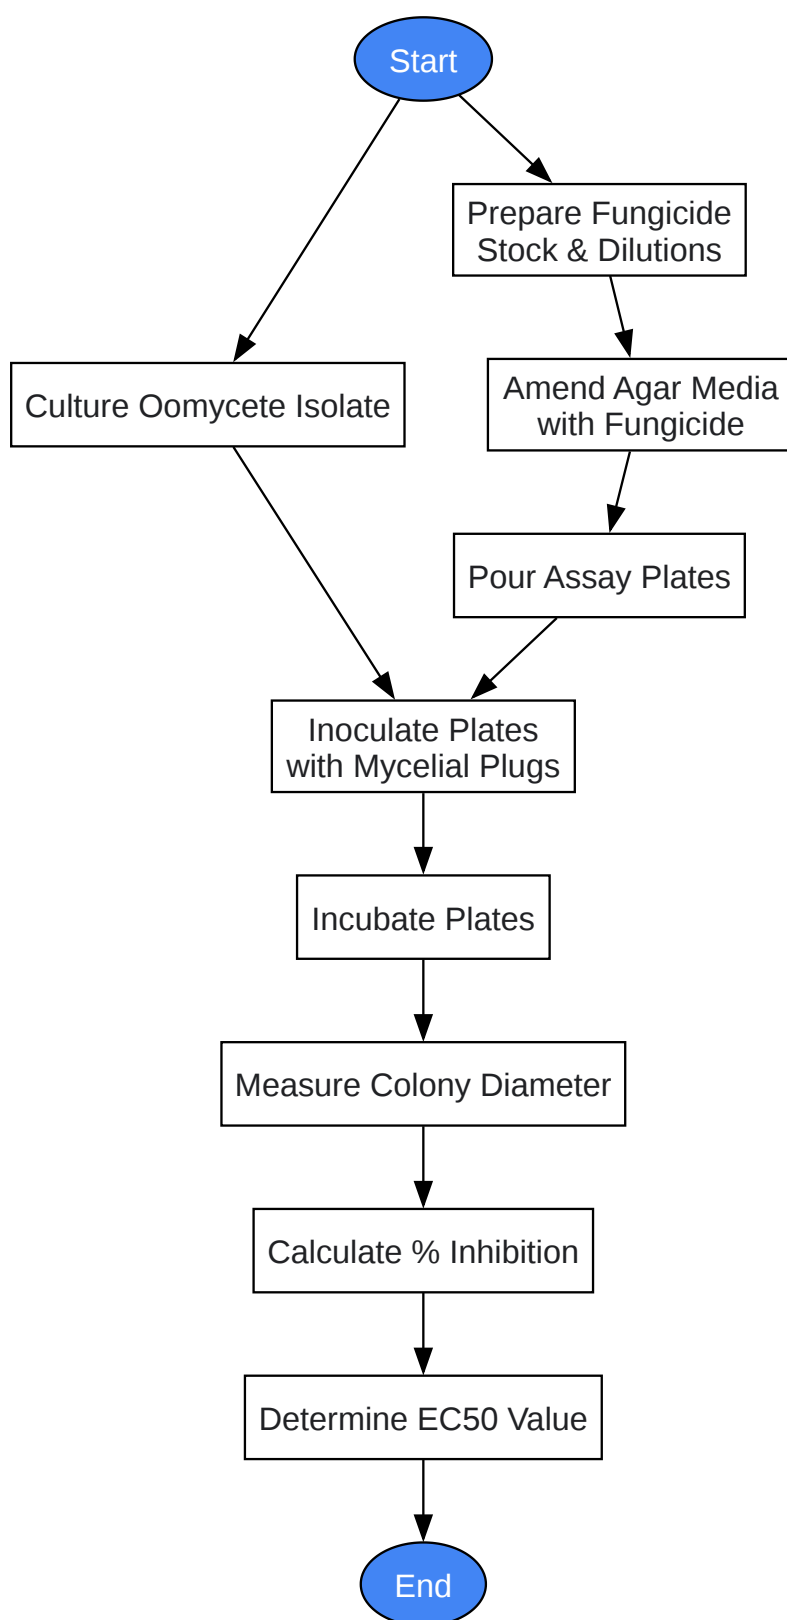 Start
Prepare Fungicide
Stock & Dilutions
Culture Oomycete Isolate
Amend Agar Media
with Fungicide
Pour Assay Plates
Inoculate Plates
with Mycelial Plugs
Incubate Plates
Measure Colony Diameter
Calculate % Inhibition
Determine EC50 Value
End